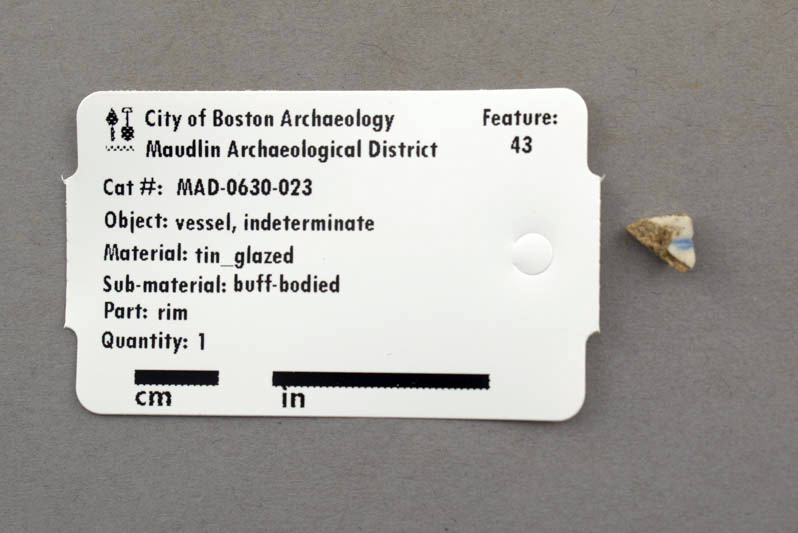 City of Boston Archaeology
Maudlin Archaeological District
Feature:
43
Cat #: MAD-0630-023
Object: vessel, indeterminate
Material: tin_glazed
Sub-material: buff-bodied
Part: rim
Quantity: 1
cm
in